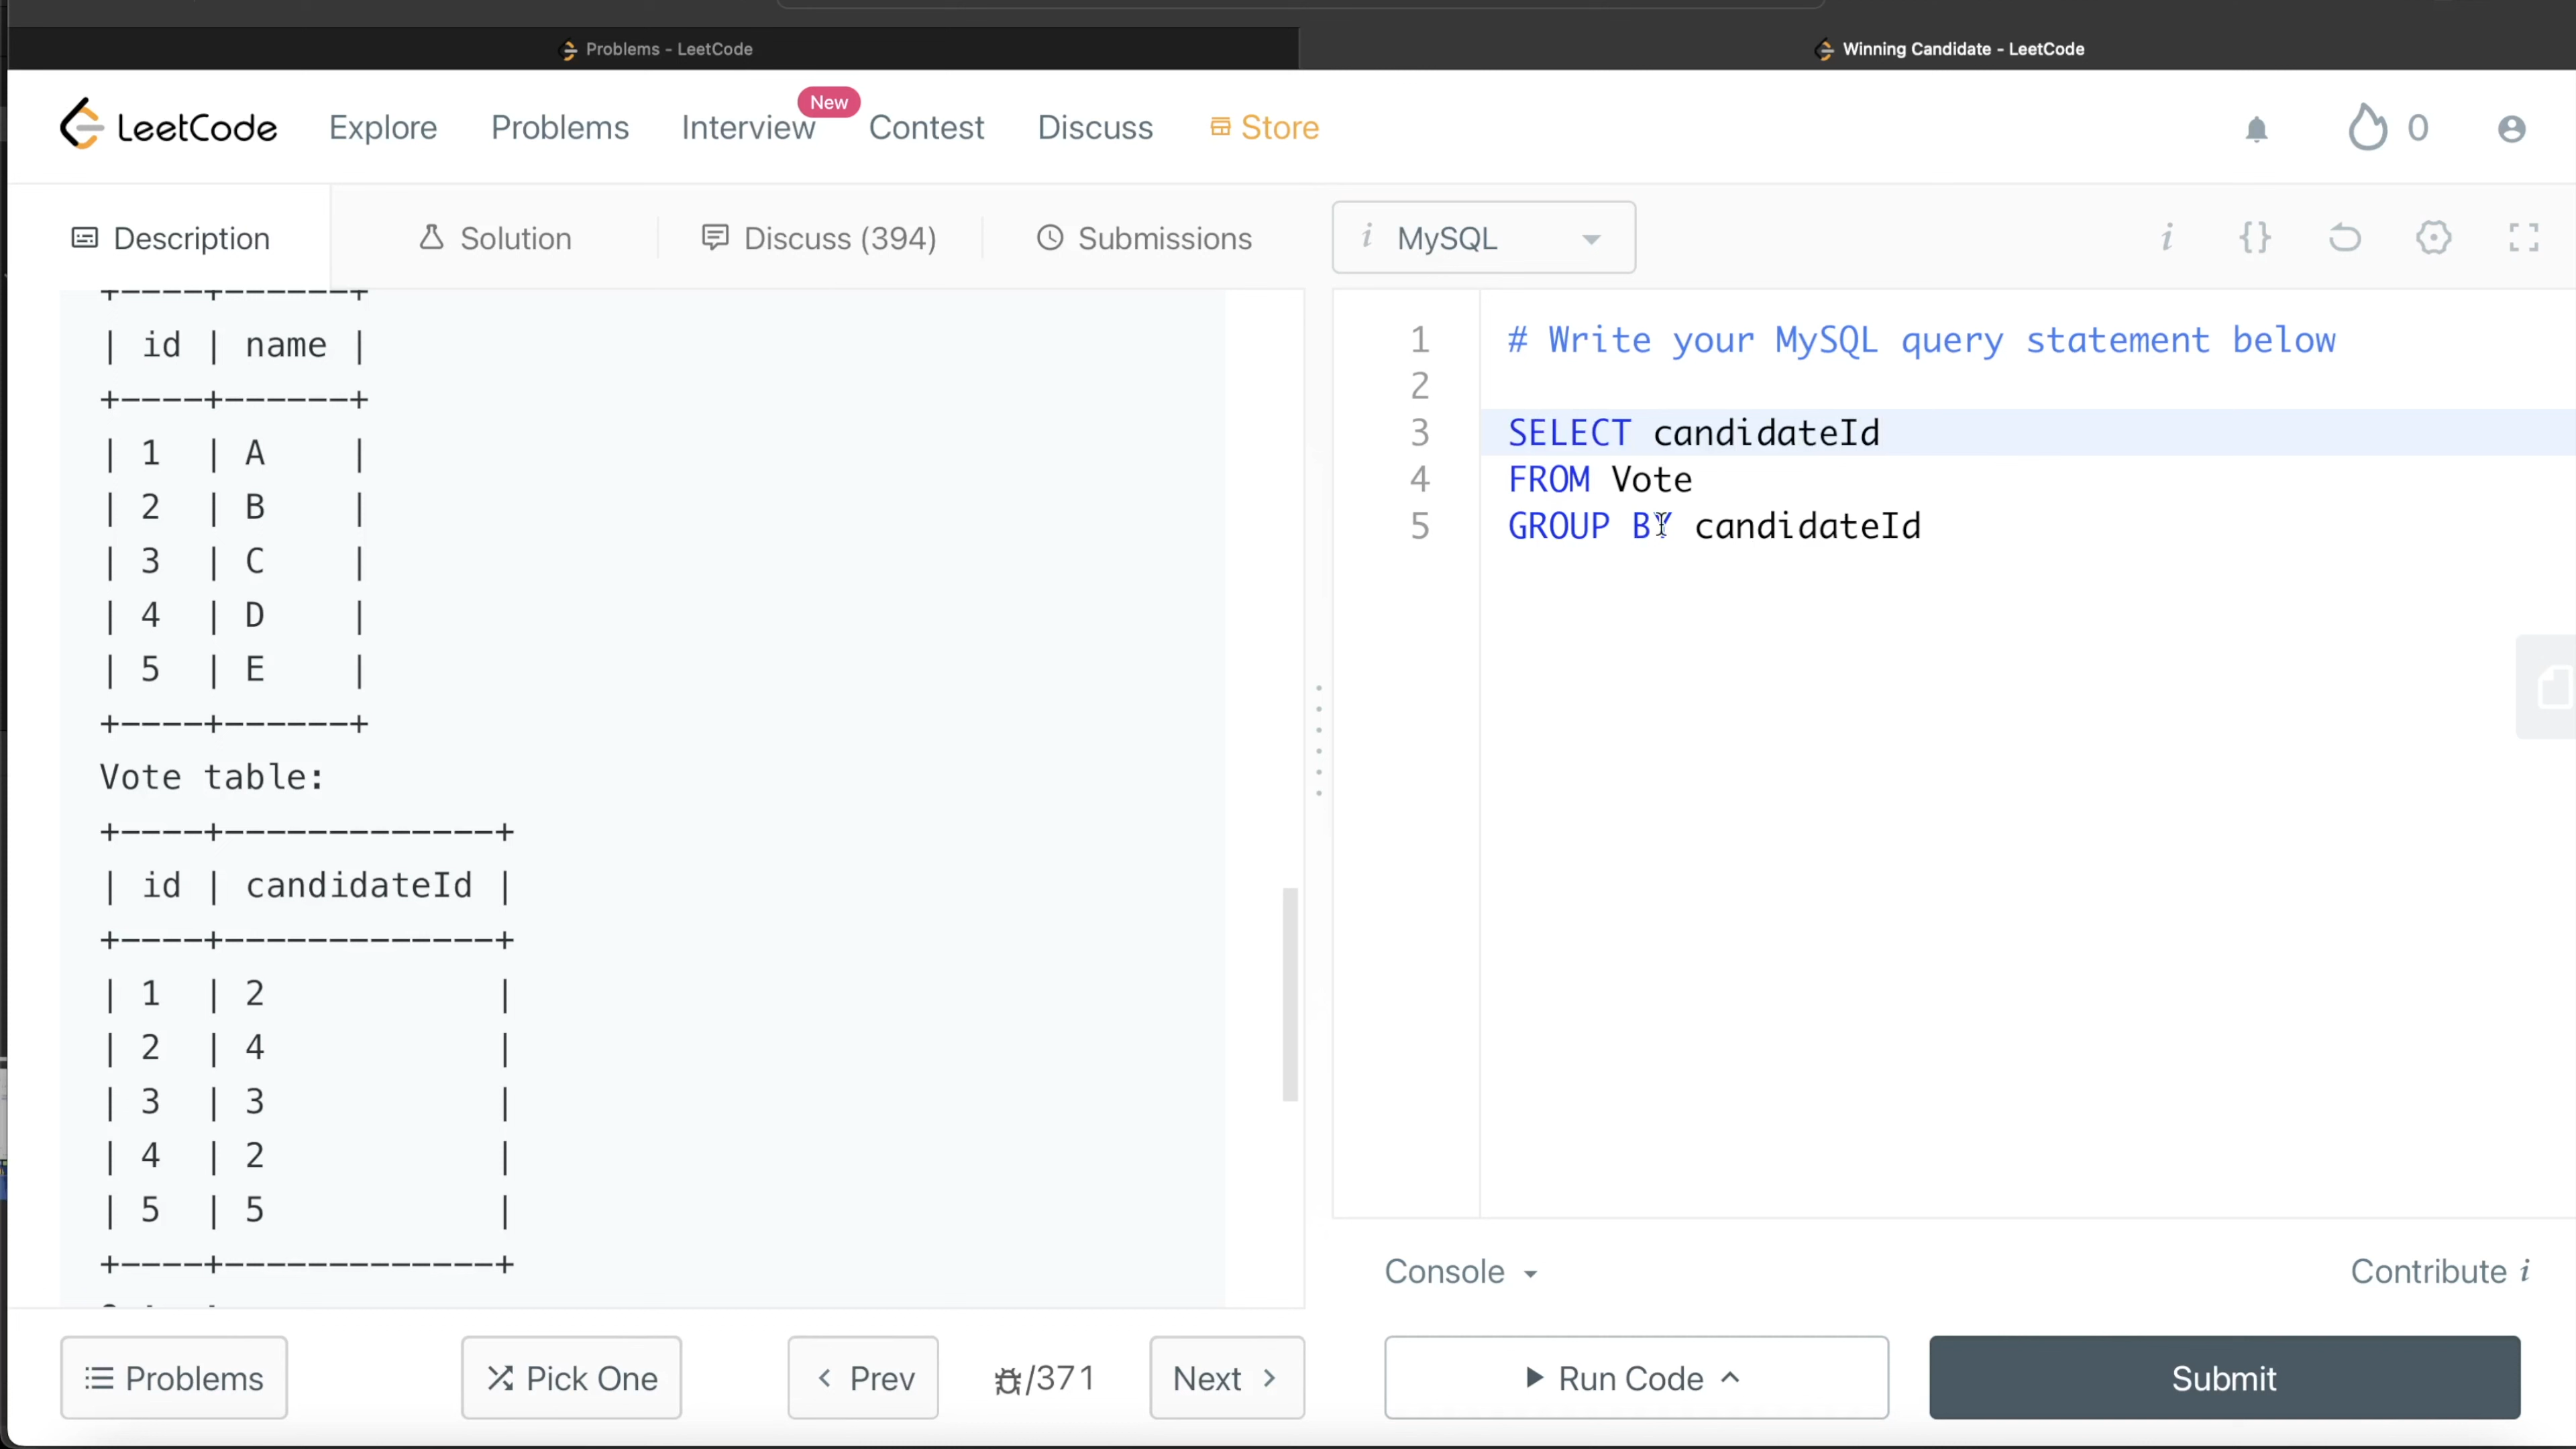 Problems - LeetCode
Winning Candidate - LeetCode
LeetCode Explore Problems Interview New Contest Discuss Store 0
Description Solution Discuss (394) Submissions
i MySQL i {}
+----+------+
| id | name |
+----+------+
| 1 | A |
| 2 | B |
| 3 | C |
| 4 | D |
| 5 | E |
+----+------+
Vote table:
+----+-------------+
| id | candidateId |
+----+-------------+
| 1 | 2 |
| 2 | 4 |
| 3 | 3 |
| 4 | 2 |
| 5 | 5 |
+----+-------------+
1 # Write your MySQL query statement below
2
3 SELECT candidateId
4 FROM Vote
5 GROUP BY candidateId
Console Contribute i
Problems Pick One < Prev /371 Next > Run Code Submit